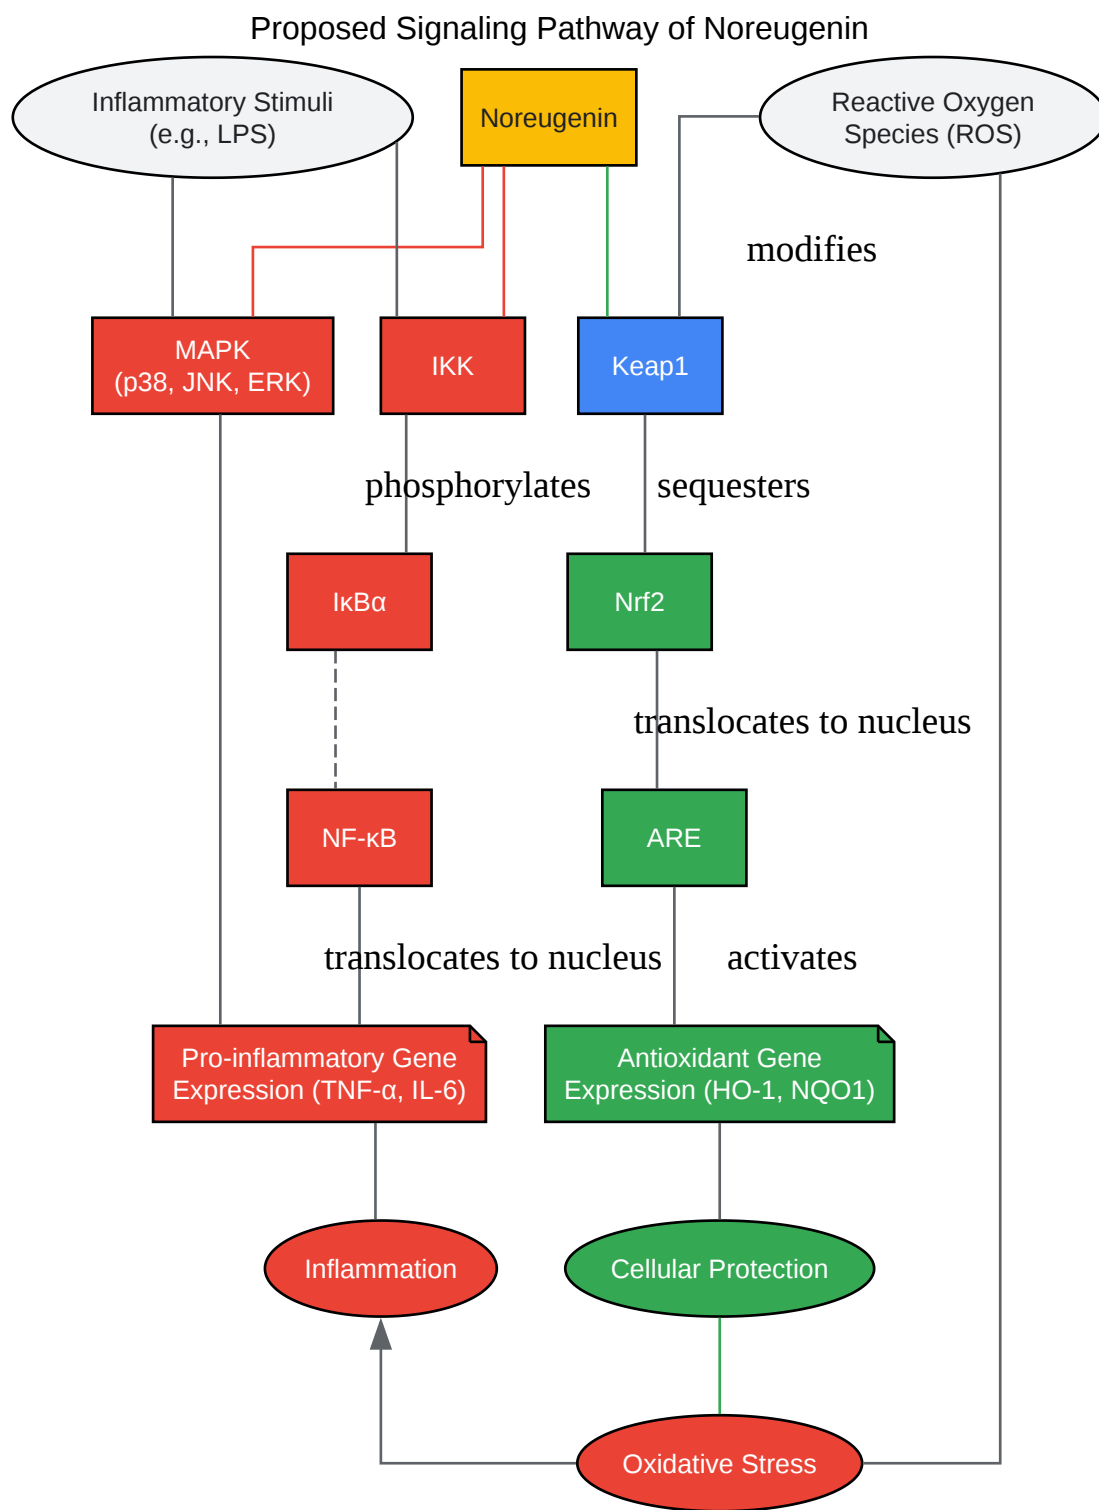 Proposed Signaling Pathway of Noreugenin
Inflammatory Stimuli
(e.g., LPS)
Noreugenin
Reactive Oxygen
Species (ROS)
modifies
MAPK
(p38, JNK, ERK)
IKK
Keap1
phosphorylates
sequesters
IκBα
Nrf2
translocates to nucleus
NF-κB
ARE
translocates to nucleus
activates
Pro-inflammatory Gene
Expression (TNF-α, IL-6)
Antioxidant Gene
Expression (HO-1, NQO1)
Inflammation
Cellular Protection
Oxidative Stress